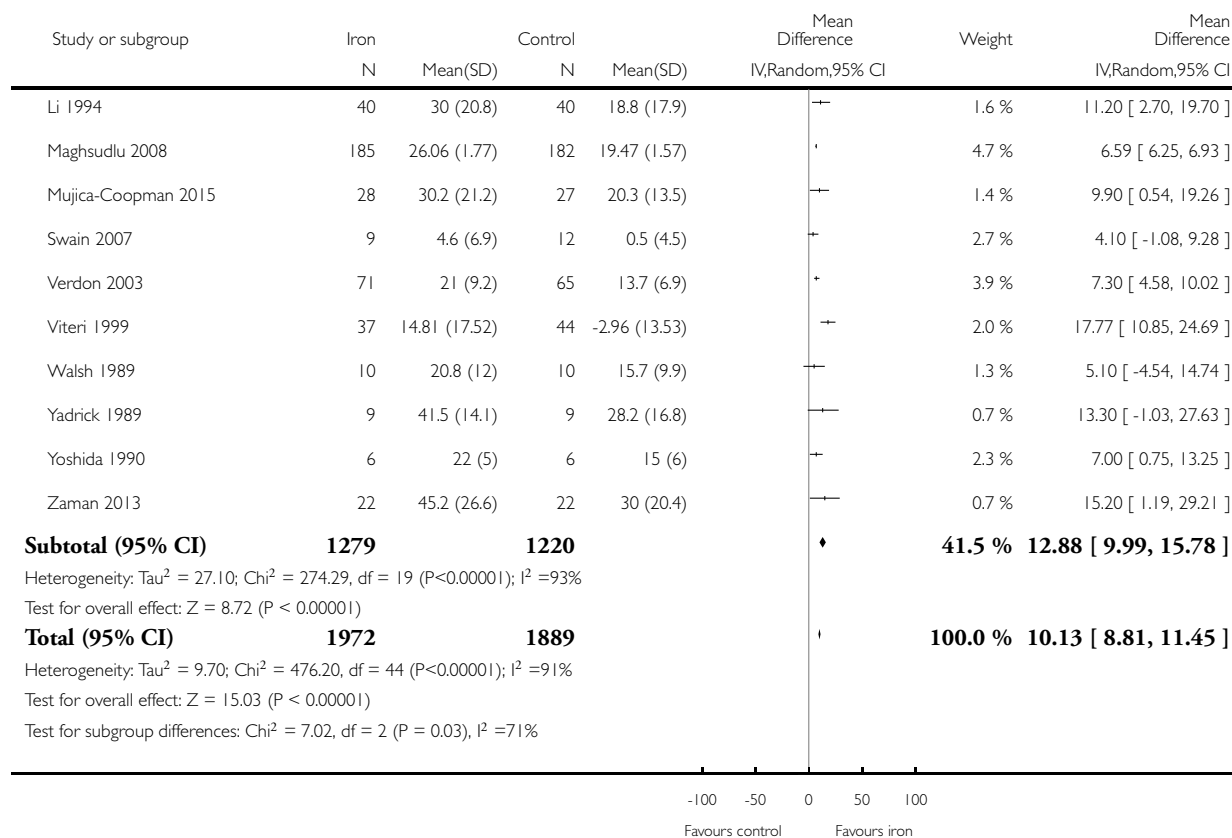 Study or subgroup Iron Control Mean Difference Weight Mean Difference
N Mean(SD) N Mean(SD) IV,Random,95% CI IV,Random,95% CI
Li 1994 40 30 (20.8) 40 18.8 (17.9) 1.6 % 11.20 [ 2.70, 19.70 ]
Maghsudlu 2008 185 26.06 (1.77) 182 19.47 (1.57) 4.7 % 6.59 [ 6.25, 6.93 ]
Mujica-Coopman 2015 28 30.2 (21.2) 27 20.3 (13.5) 1.4 % 9.90 [ 0.54, 19.26 ]
Swain 2007 9 4.6 (6.9) 12 0.5 (4.5) 2.7 % 4.10 [ -1.08, 9.28 ]
Verdon 2003 71 21 (9.2) 65 13.7 (6.9) 3.9 % 7.30 [ 4.58, 10.02 ]
Viteri 1999 37 14.81 (17.52) 44 -2.96 (13.53) 2.0 % 17.77 [ 10.85, 24.69 ]
Walsh 1989 10 20.8 (12) 10 15.7 (9.9) 1.3 % 5.10 [ -4.54, 14.74 ]
Yadrick 1989 9 41.5 (14.1) 9 28.2 (16.8) 0.7 % 13.30 [ -1.03, 27.63 ]
Yoshida 1990 6 22 (5) 6 15 (6) 2.3 % 7.00 [ 0.75, 13.25 ]
Zaman 2013 22 45.2 (26.6) 22 30 (20.4) 0.7 % 15.20 [ 1.19, 29.21 ]
Subtotal (95% CI) 1279 1220 41.5 % 12.88 [ 9.99, 15.78 ]
Heterogeneity: Tau² = 27.10; Chi² = 274.29, df = 19 (P<0.00001); I² =93%
Test for overall effect: Z = 8.72 (P < 0.00001)
Total (95% CI) 1972 1889 100.0 % 10.13 [ 8.81, 11.45 ]
Heterogeneity: Tau² = 9.70; Chi² = 476.20, df = 44 (P<0.00001); I² =91%
Test for overall effect: Z = 15.03 (P < 0.00001)
Test for subgroup differences: Chi² = 7.02, df = 2 (P = 0.03), I² =71%
-100 -50 0 50 100
Favours control Favours iron